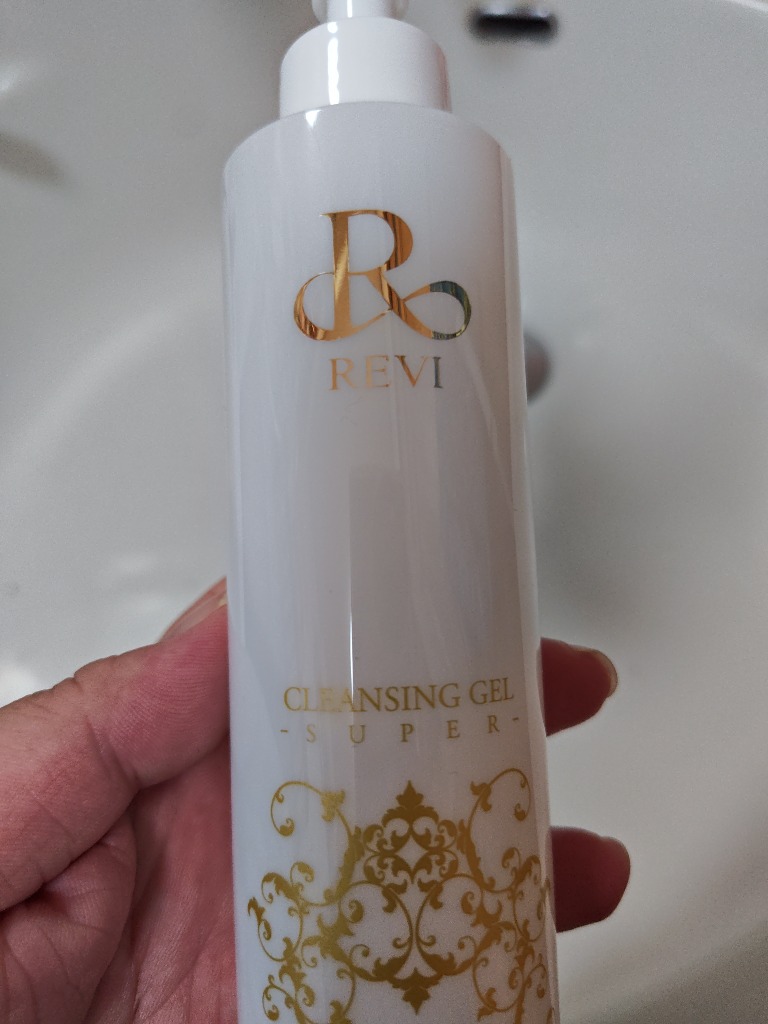 R
REVI
CLEANSING GEL
-SUPER-